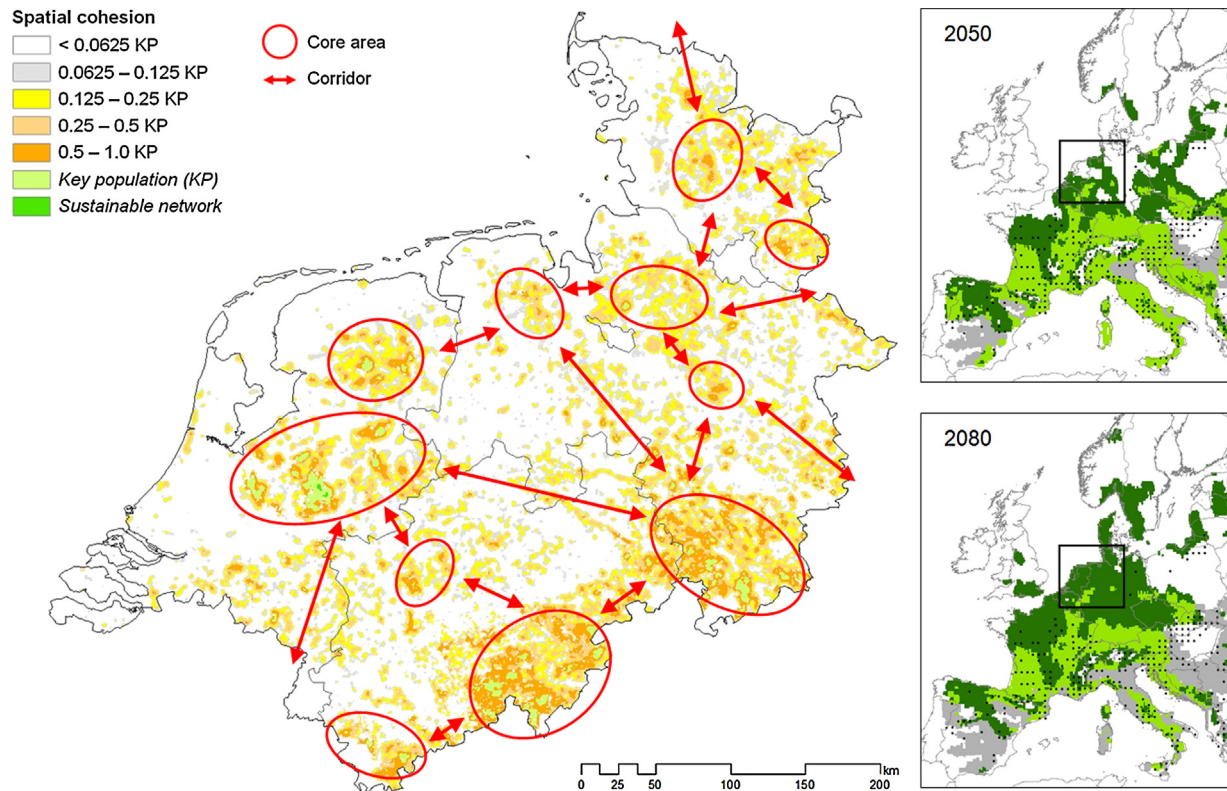 Spatial cohesion
< 0.0625 KP
0.0625 – 0.125 KP
0.125 – 0.25 KP
0.25 – 0.5 KP
0.5 – 1.0 KP
Key population (KP)
Sustainable network
Core area
Corridor
2050
2080
km
0 25 50 100 150 200